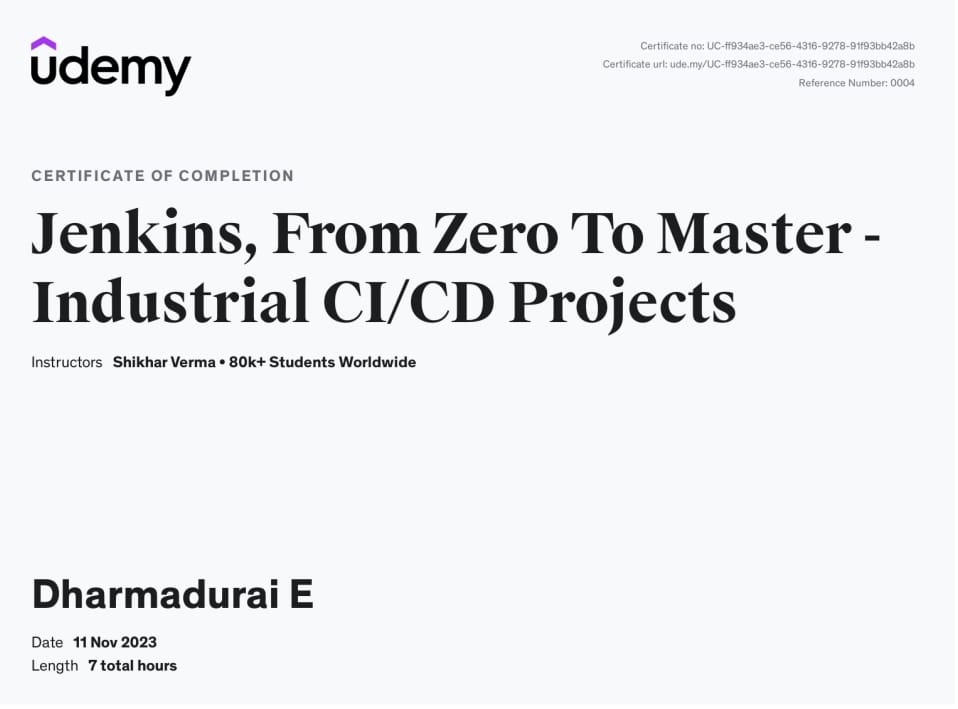 udemy
Certificate no: UC-ff934ae3-ce56-4316-9278-91f93bb42a8b
Certificate url: ude.my/UC-ff934ae3-ce56-4316-9278-91f93bb42a8b
Reference Number: 0004
CERTIFICATE OF COMPLETION
Jenkins, From Zero To Master -
Industrial CI/CD Projects
Instructors Shikhar Verma • 80k+ Students Worldwide
Dharmadurai E
Date 11 Nov 2023
Length 7 total hours